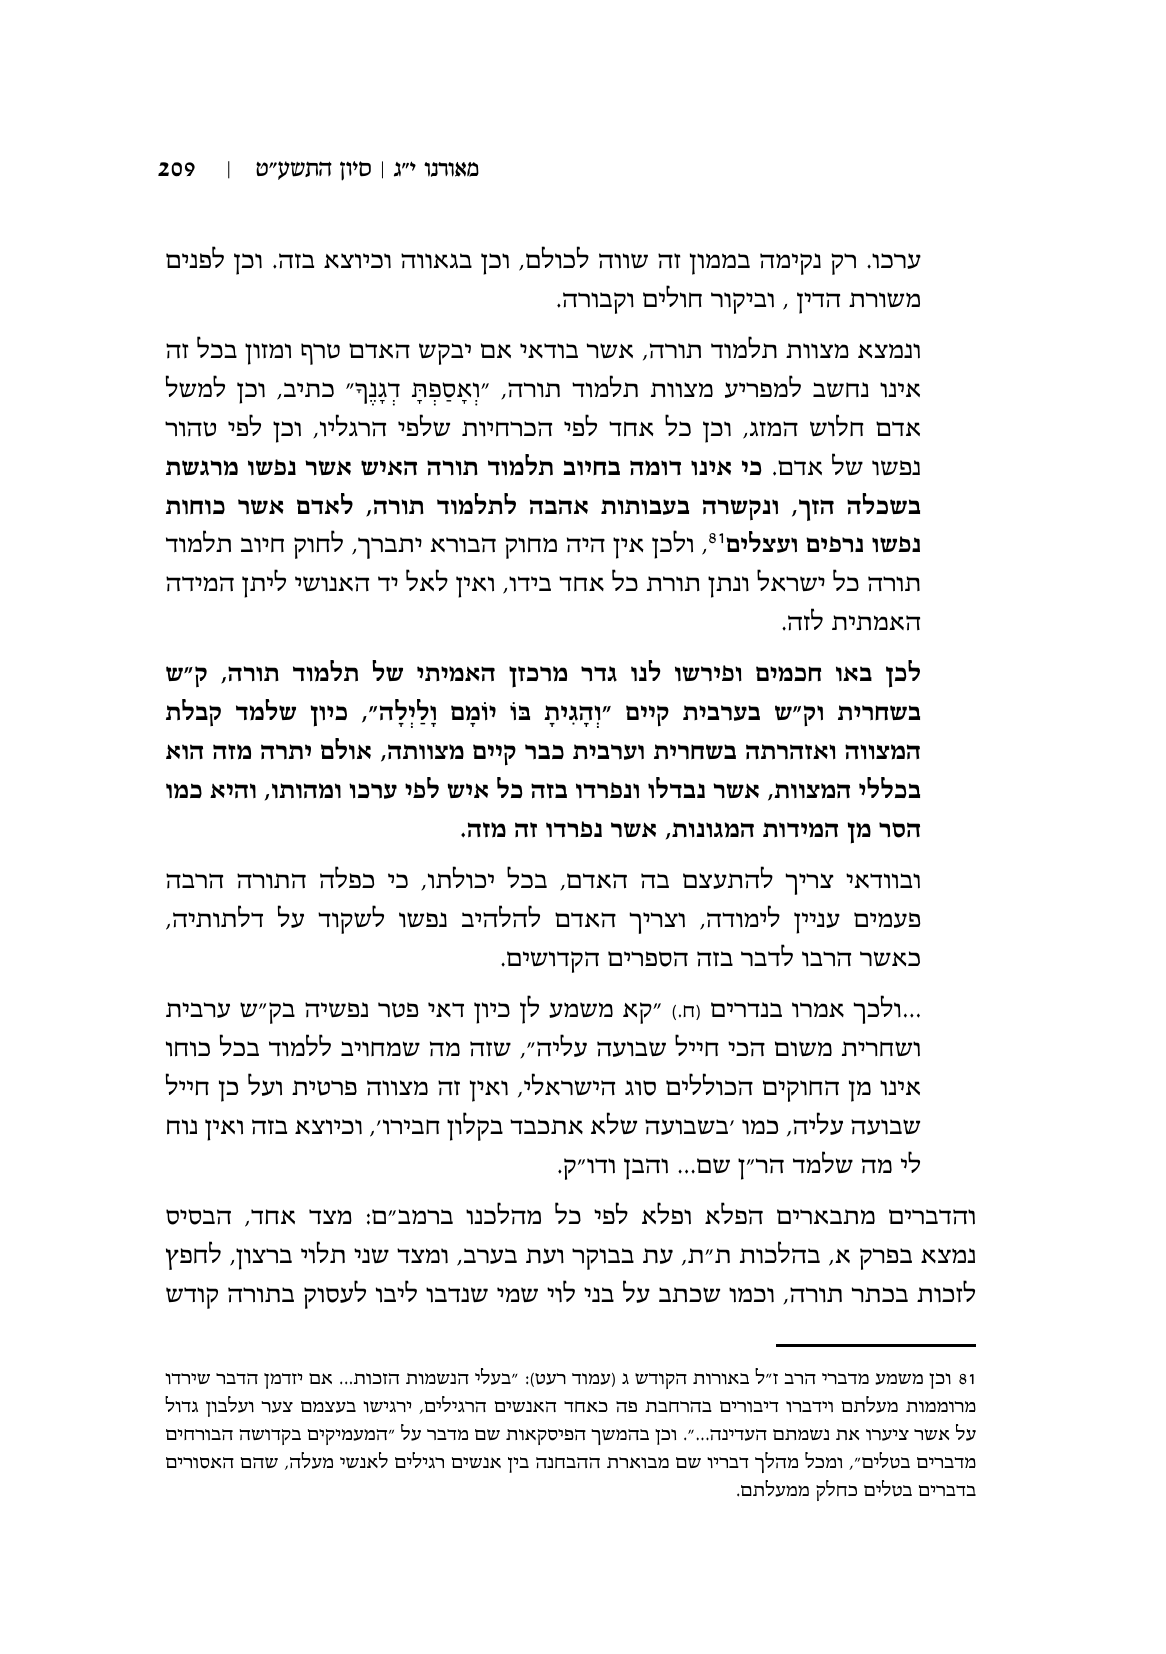 מאורנו י״ג | סיון התשע״ט | 209
ערכו. רק נקימה בממון זה שווה לכולם, וכן בגאווה וכיוצא בזה. וכן לפנים
משורת הדין , וביקור חולים וקבורה.
ונמצא מצוות תלמוד תורה, אשר בודאי אם יבקש האדם טרף ומזון בכל זה
אינו נחשב למפריע מצוות תלמוד תורה, ״וְאָסַפְתָּ דְגָנֶךָ״ כתיב, וכן למשל
אדם חלוש המזג, וכן כל אחד לפי הכרחיות שלפי הרגליו, וכן לפי טהור
נפשו של אדם. כי אינו דומה בחיוב תלמוד תורה האיש אשר נפשו מרגשת
בשכלה הזך, ונקשרה בעבותות אהבה לתלמוד תורה, לאדם אשר כוחות
נפשו נרפים ועצלים81, ולכן אין היה מחוק הבורא יתברך, לחוק חיוב תלמוד
תורה כל ישראל ונתן תורת כל אחד בידו, ואין לאל יד האנושי ליתן המידה
האמתית לזה.
לכן באו חכמים ופירשו לנו גדר מרכזן האמיתי של תלמוד תורה, ק״ש
בשחרית וק״ש בערבית קיים ״וְהָגִיתָ בּוֹ יוֹמָם וָלַיְלָה״, כיון שלמד קבלת
המצווה ואזהרתה בשחרית וערבית כבר קיים מצוותה, אולם יתרה מזה הוא
בכללי המצוות, אשר נבדלו ונפרדו בזה כל איש לפי ערכו ומהותו, והיא כמו
הסר מן המידות המגונות, אשר נפרדו זה מזה.
ובוודאי צריך להתעצם בה האדם, בכל יכולתו, כי כפלה התורה הרבה
פעמים עניין לימודה, וצריך האדם להלהיב נפשו לשקוד על דלתותיה,
כאשר הרבו לדבר בזה הספרים הקדושים.
...ולכך אמרו בנדרים (ח.) ״קא משמע לן כיון דאי פטר נפשיה בק״ש ערבית
ושחרית משום הכי חייל שבועה עליה״, שזה מה שמחויב ללמוד בכל כוחו
אינו מן החוקים הכוללים סוג הישראלי, ואין זה מצווה פרטית ועל כן חייל
שבועה עליה, כמו ׳בשבועה שלא אתכבד בקלון חבירו׳, וכיוצא בזה ואין נוח
לי מה שלמד הר״ן שם... והבן ודו״ק.
והדברים מתבארים הפלא ופלא לפי כל מהלכנו ברמב״ם: מצד אחד, הבסיס
נמצא בפרק א, בהלכות ת״ת, עת בבוקר ועת בערב, ומצד שני תלוי ברצון, לחפץ
לזכות בכתר תורה, וכמו שכתב על בני לוי שמי שנדבו ליבו לעסוק בתורה קודש
81 וכן משמע מדברי הרב ז״ל באורות הקודש ג (עמוד רעט): ״בעלי הנשמות הזכות... אם יזדמן הדבר שירדו
מרוממות מעלתם וידברו דיבורים בהרחבת פה כאחד האנשים הרגילים, ירגישו בעצמם צער ועלבון גדול
על אשר ציערו את נשמתם העדינה...״. וכן בהמשך הפיסקאות שם מדבר על ״המעמיקים בקדושה הבורחים
מדברים בטלים״, ומכל מהלך דבריו שם מבוארת ההבחנה בין אנשים רגילים לאנשי מעלה, שהם האסורים
בדברים בטלים כחלק ממעלתם.